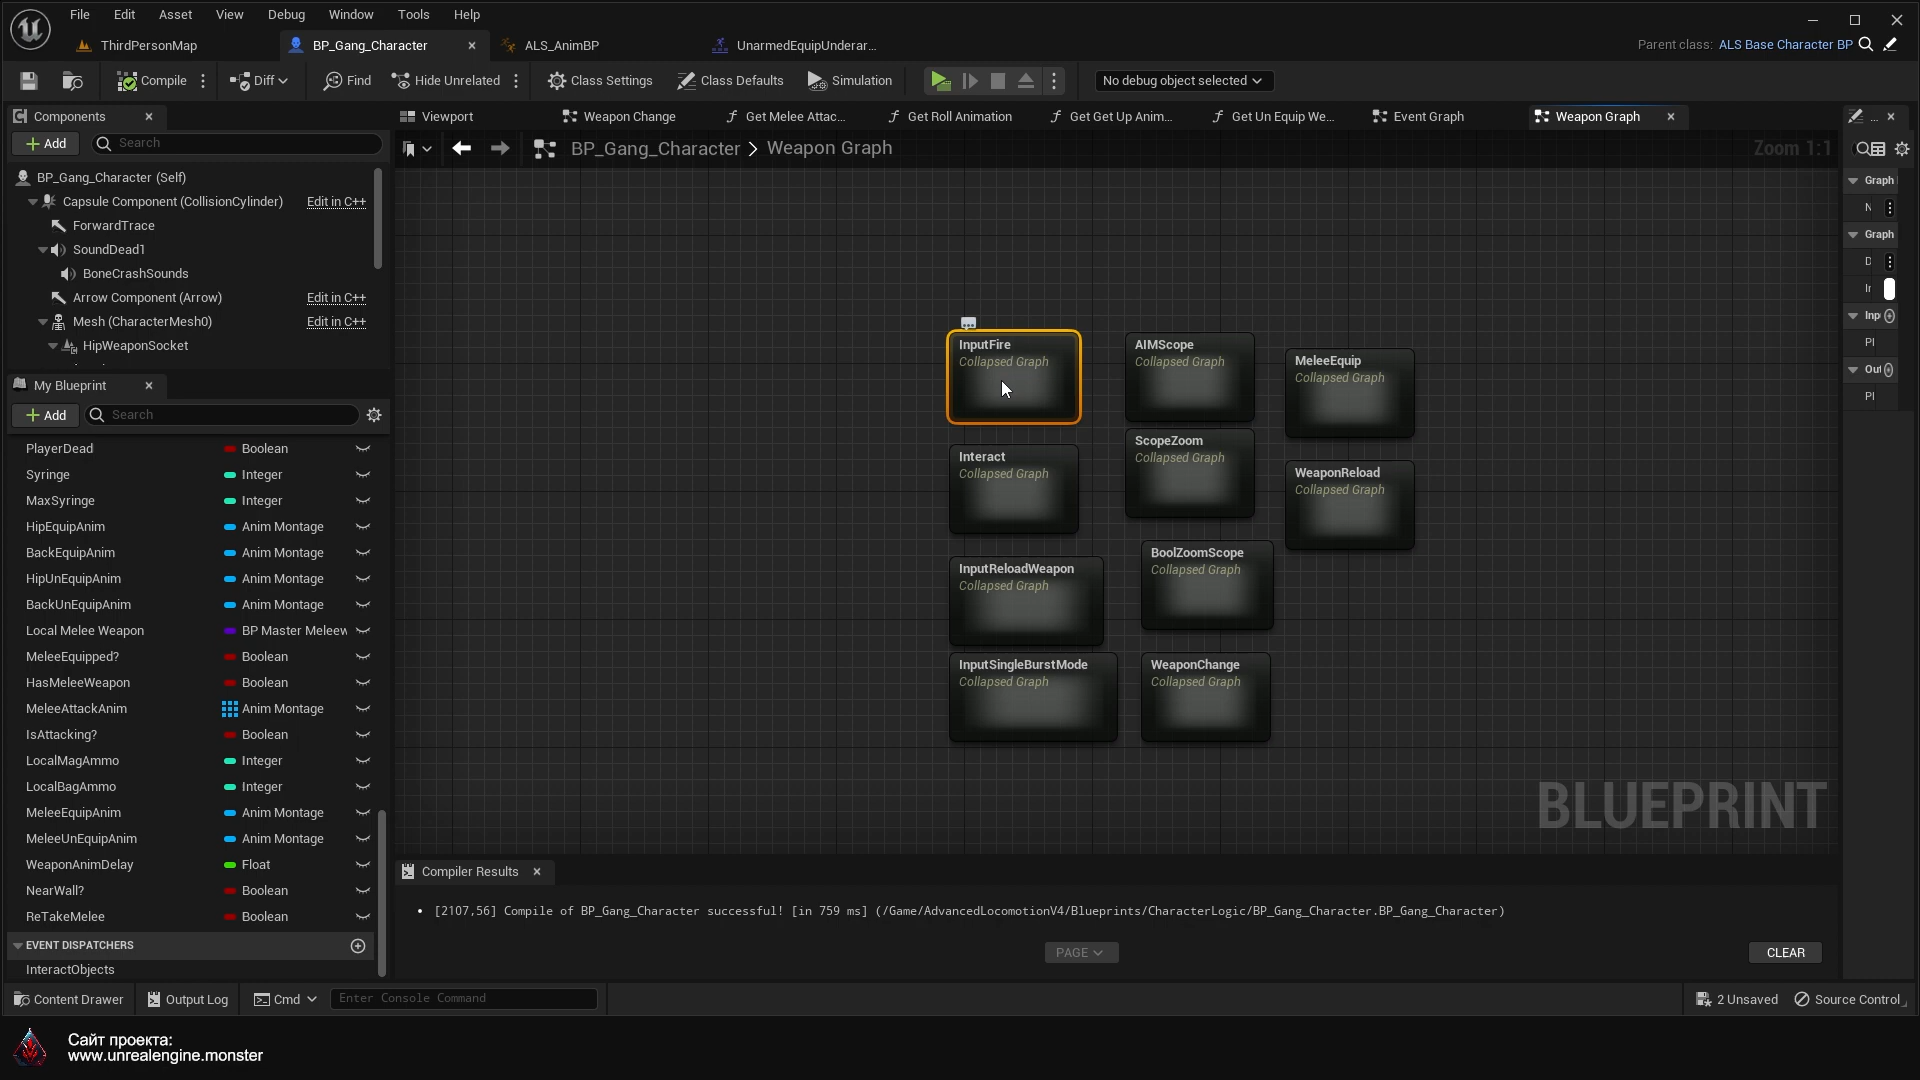 File Edit Asset View Debug Window Tools Help
ThirdPersonMap BP_Gang_Character ALS_AnimBP UnarmedEquipUnderar...
Parent class: ALS Base Character BP
Compile Diff Find Hide Unrelated Class Settings Class Defaults Simulation No debug object selected
Components
Add Search
BP_Gang_Character (Self)
Capsule Component (CollisionCylinder) Edit in C++
ForwardTrace
SoundDead1
BoneCrashSounds
Arrow Component (Arrow) Edit in C++
Mesh (CharacterMesh0) Edit in C++
HipWeaponSocket
My Blueprint
Add Search
PlayerDead Boolean
Syringe Integer
MaxSyringe Integer
HipEquipAnim Anim Montage
BackEquipAnim Anim Montage
HipUnEquipAnim Anim Montage
BackUnEquipAnim Anim Montage
Local Melee Weapon BP Master Meleew
MeleeEquipped? Boolean
HasMeleeWeapon Boolean
MeleeAttackAnim Anim Montage
IsAttacking? Boolean
LocalMagAmmo Integer
LocalBagAmmo Integer
MeleeEquipAnim Anim Montage
MeleeUnEquipAnim Anim Montage
WeaponAnimDelay Float
NearWall? Boolean
ReTakeMelee Boolean
EVENT DISPATCHERS
InteractObjects
Viewport Weapon Change Get Melee Attac... Get Roll Animation Get Get Up Anim... Get Un Equip We... Event Graph Weapon Graph
BP_Gang_Character > Weapon Graph Zoom 1:1
InputFire
Collapsed Graph
AIMScope
Collapsed Graph
MeleeEquip
Collapsed Graph
Interact
Collapsed Graph
ScopeZoom
Collapsed Graph
WeaponReload
Collapsed Graph
InputReloadWeapon
Collapsed Graph
BoolZoomScope
Collapsed Graph
InputSingleBurstMode
Collapsed Graph
WeaponChange
Collapsed Graph
BLUEPRINT
...
Graph
Graph
Inp
Pl
Out
Pl
Compiler Results
• [2107,56] Compile of BP_Gang_Character successful! [in 759 ms] (/Game/AdvancedLocomotionV4/Blueprints/CharacterLogic/BP_Gang_Character.BP_Gang_Character)
PAGE
CLEAR
Content Drawer Output Log Cmd Enter Console Command 2 Unsaved Source Control
Сайт проекта:
www.unrealengine.monster